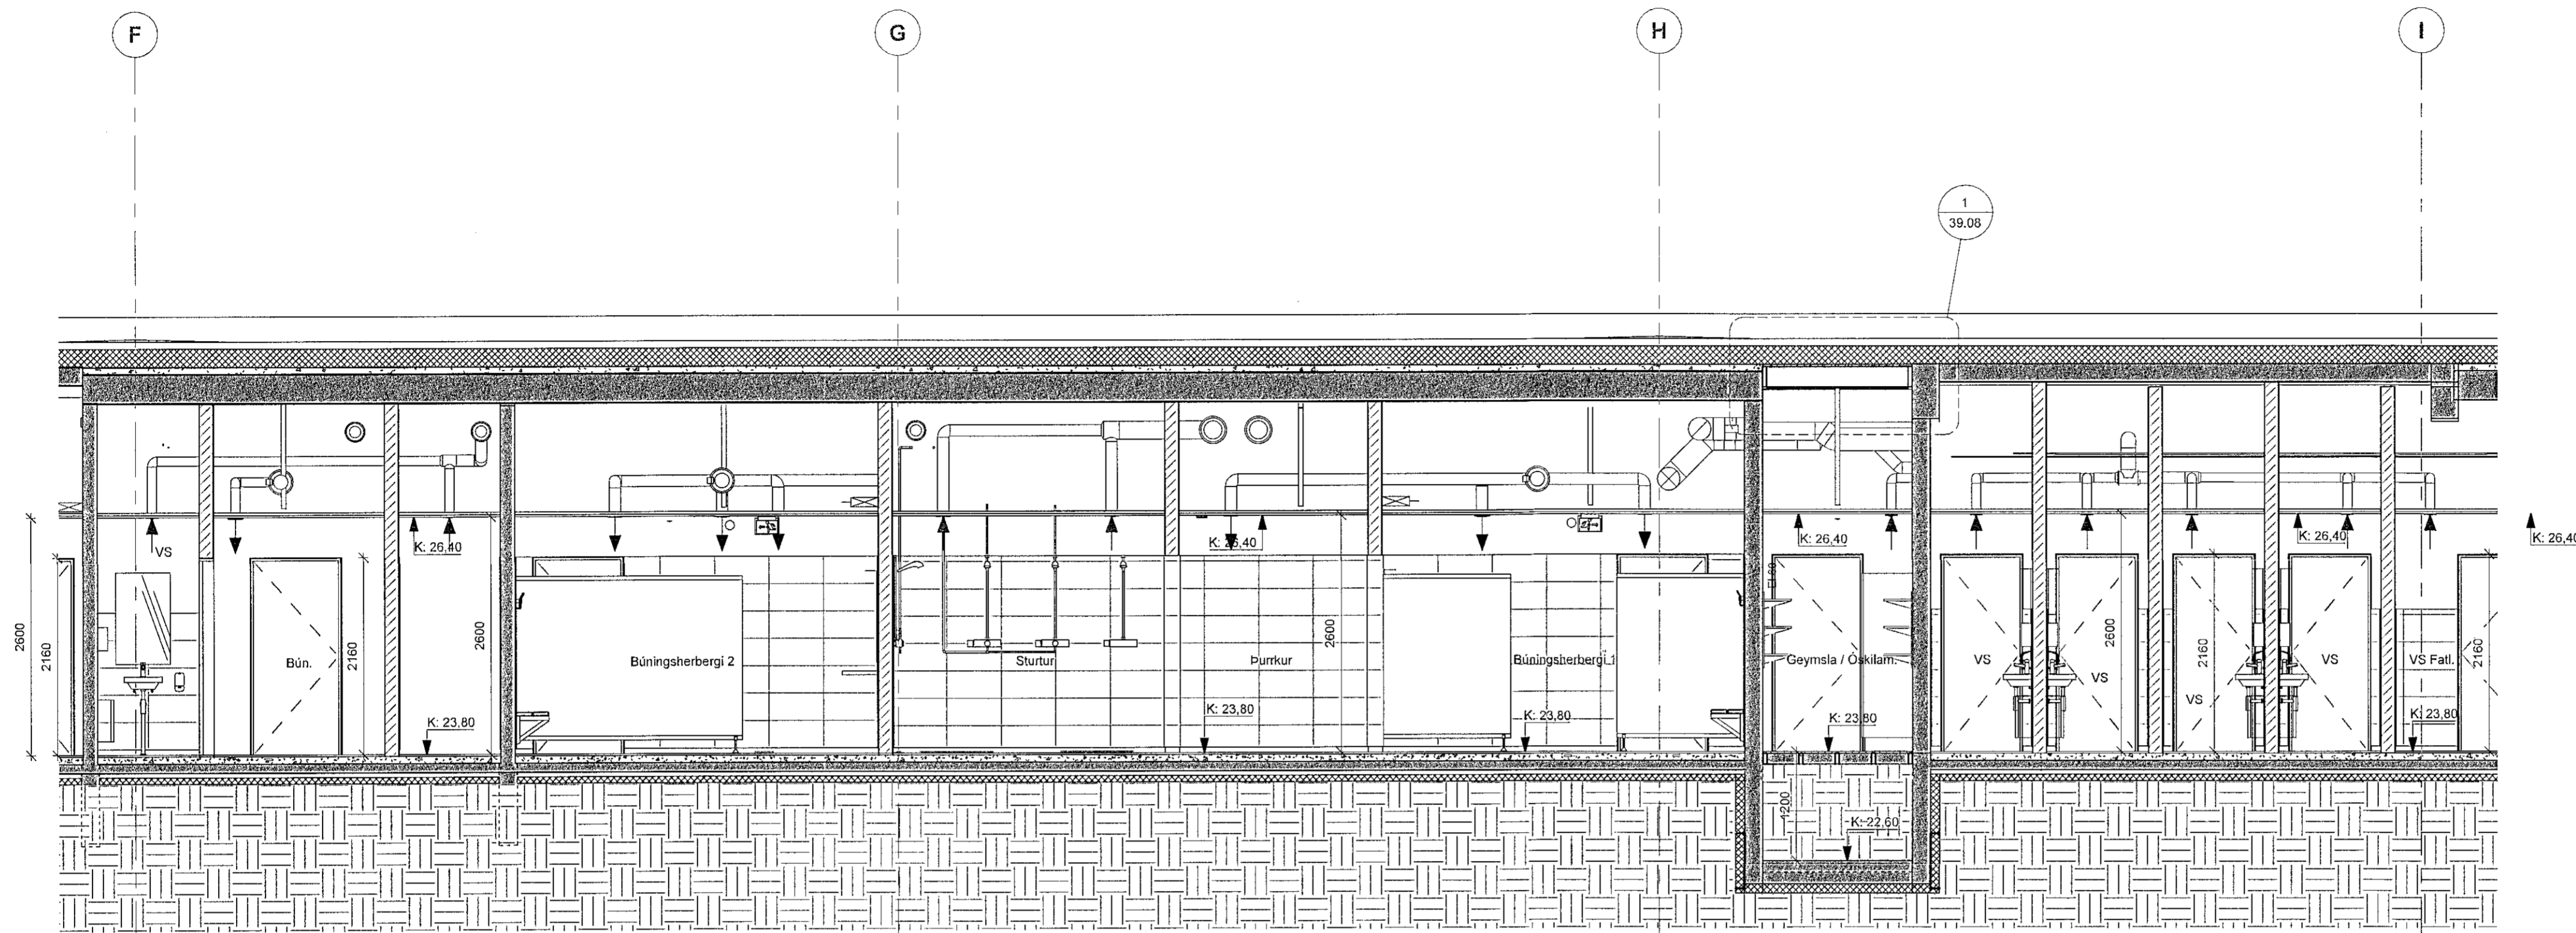 F
G
H
I
1
39.08
VS
K: 26,40
K: 26,40
K: 26,40
K: 26,40
K: 26,40
2600
2160
Bún.
2160
2600
Búningsherbergi 2
Sturtur
Þurrkur
2600
Búningsherbergi 1
EI 60
Geymsla / Óskilam.
VS
2600
VS
2160
VS
VS
VS Fatl.
2160
K: 23,80
K: 23,80
K: 23,80
K: 23,80
K: 23,80
1200
K: 22,60